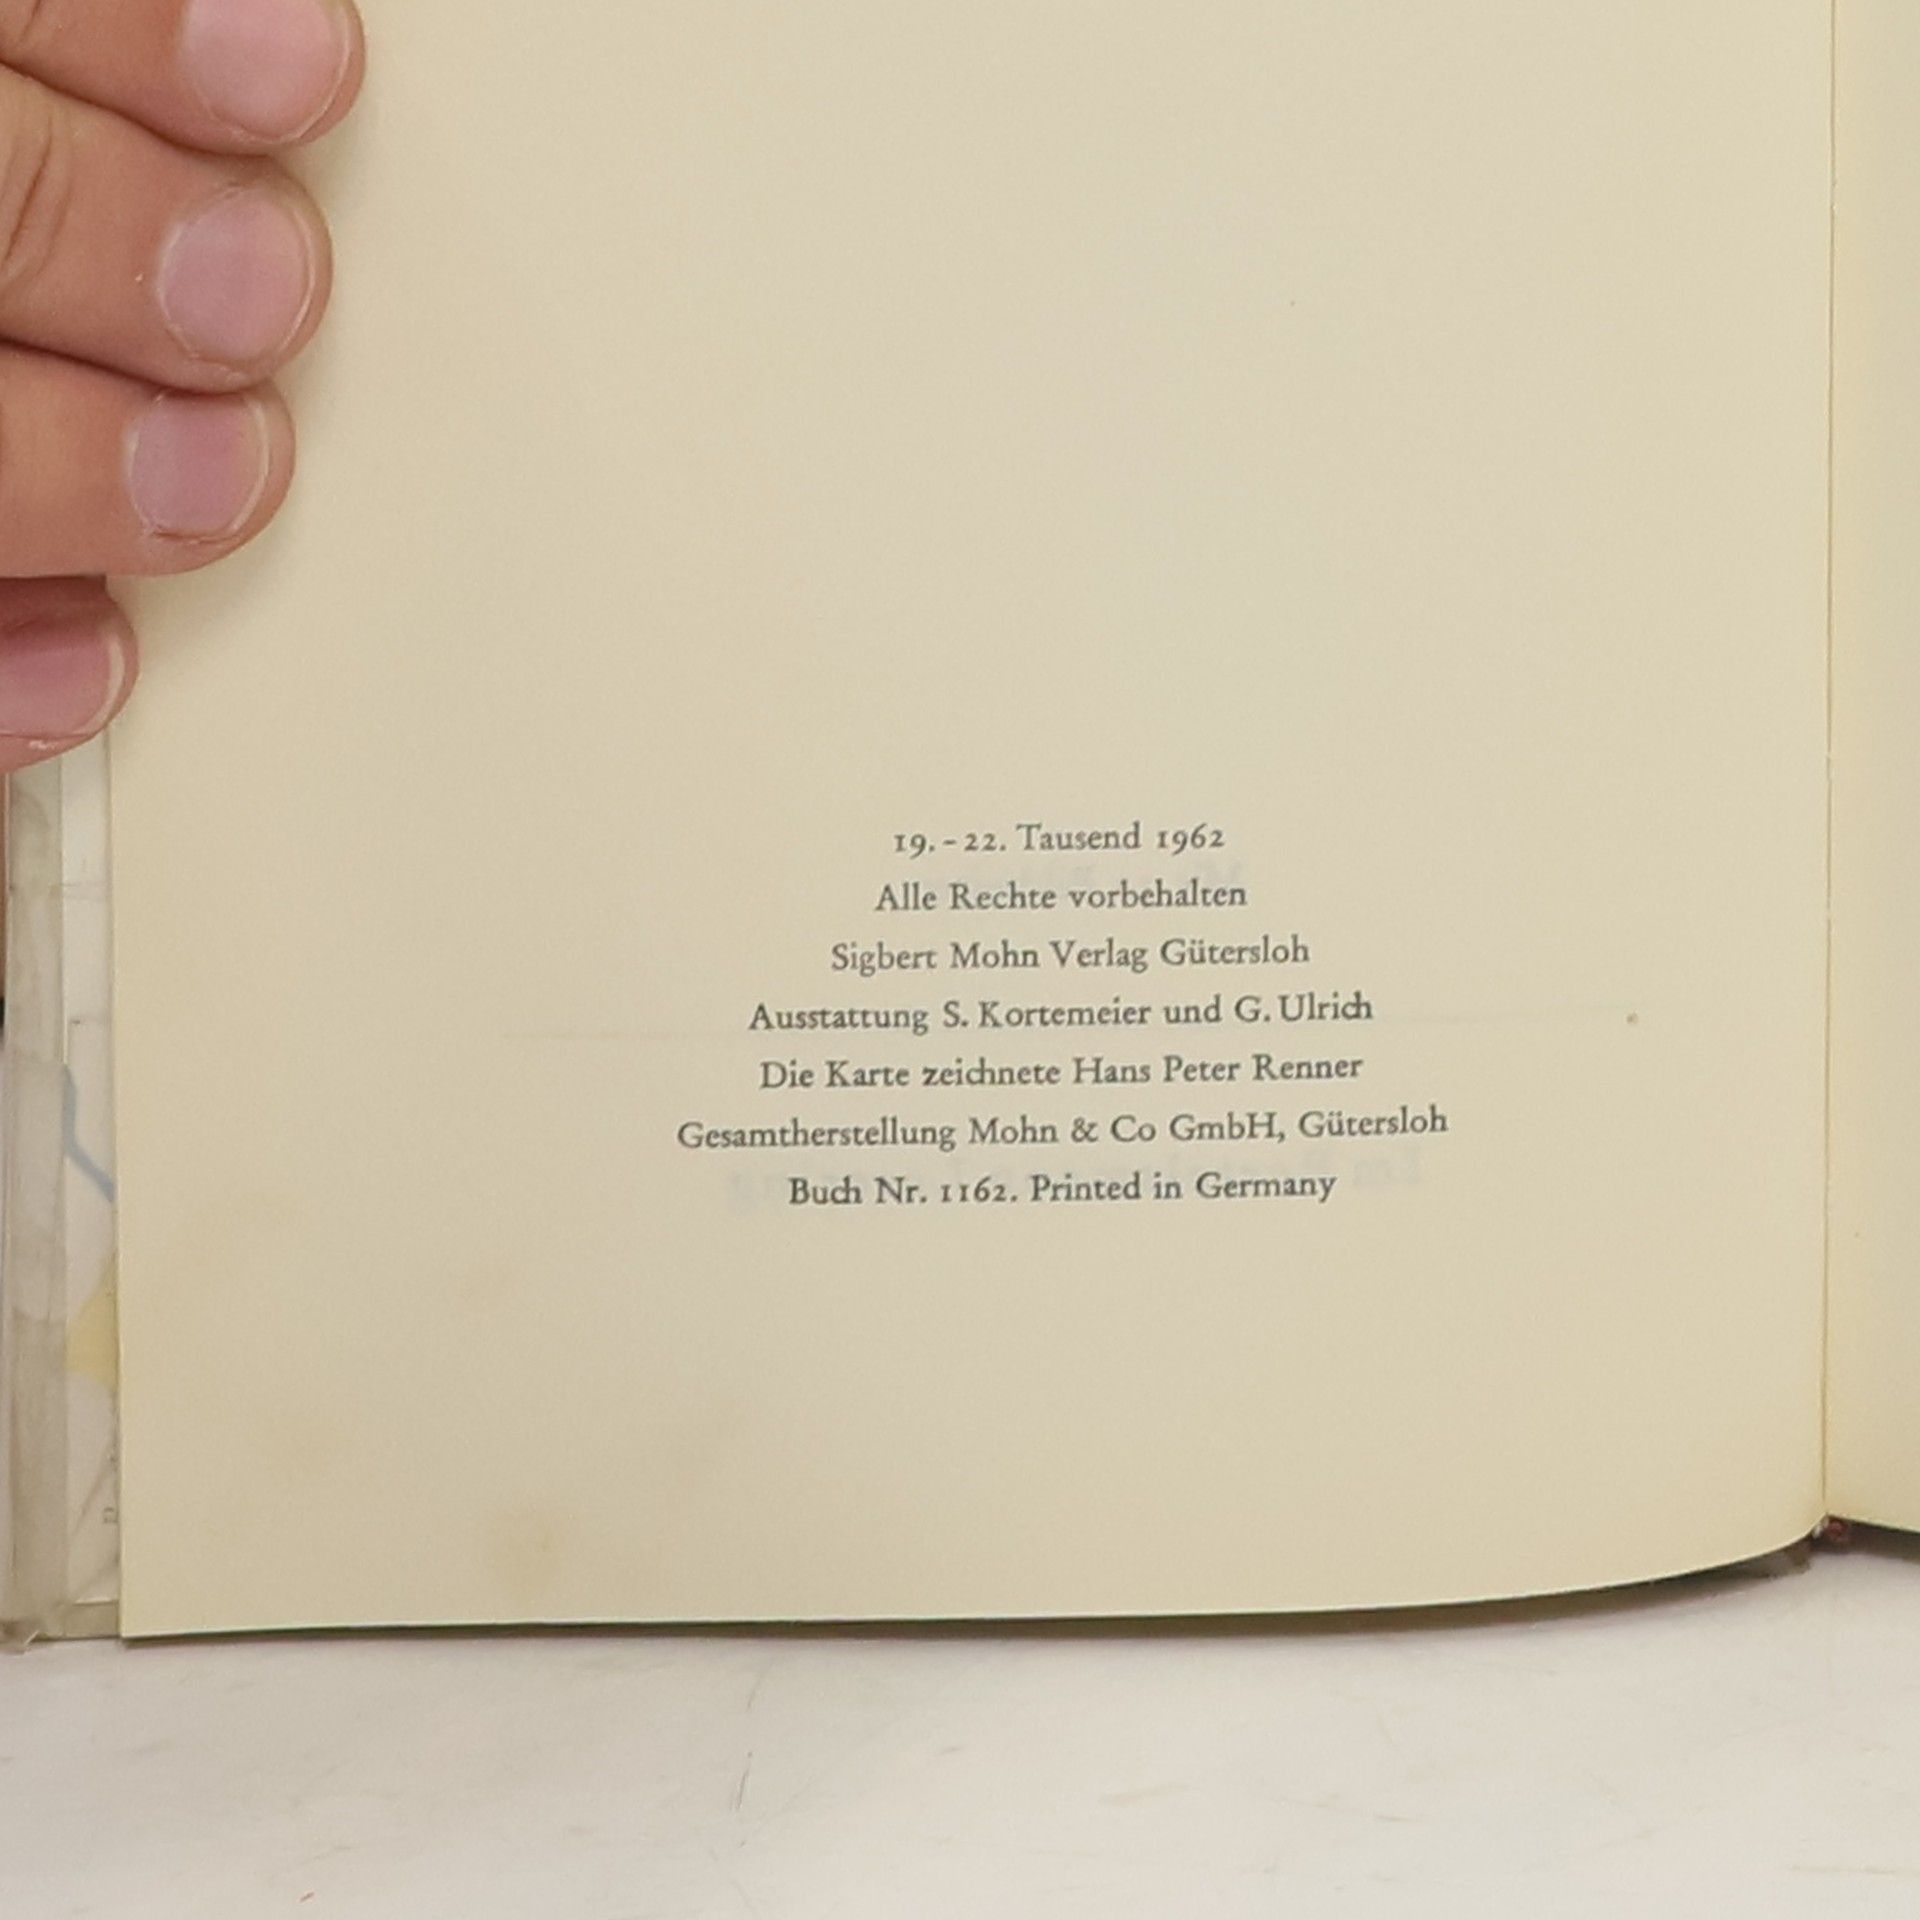 19.-22. Tausend 1962
Alle Rechte vorbehalten
Sigbert Mohn Verlag Gütersloh
Ausstattung S. Kortemeier und G. Ulrich
Die Karte zeichnete Hans Peter Renner
Gesamtherstellung Mohn & Co GmbH, Gütersloh
Buch Nr. 1162. Printed in Germany